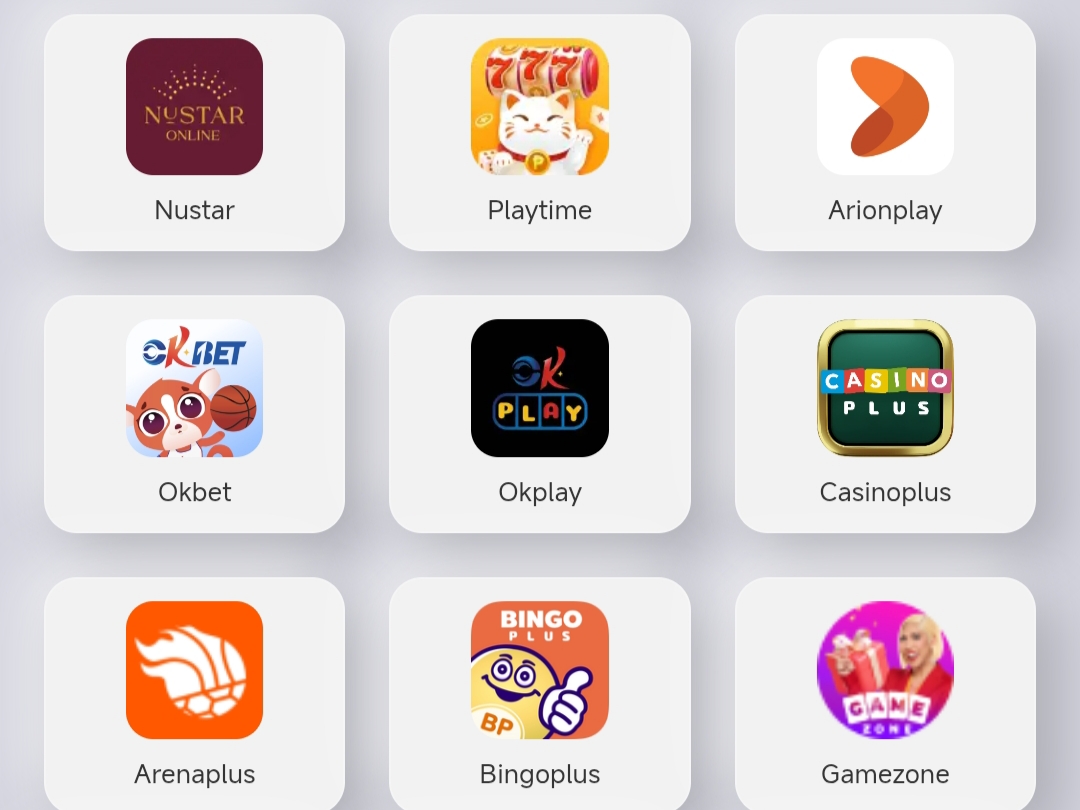 NUSTAR
ONLINE
Nustar
777
P
Playtime
Arionplay
OKBET
Okbet
OK
PLAY
Okplay
CASINO
PLUS
Casinoplus
Arenaplus
BINGO
PLUS
BP
Bingoplus
GAME
ZONE
Gamezone